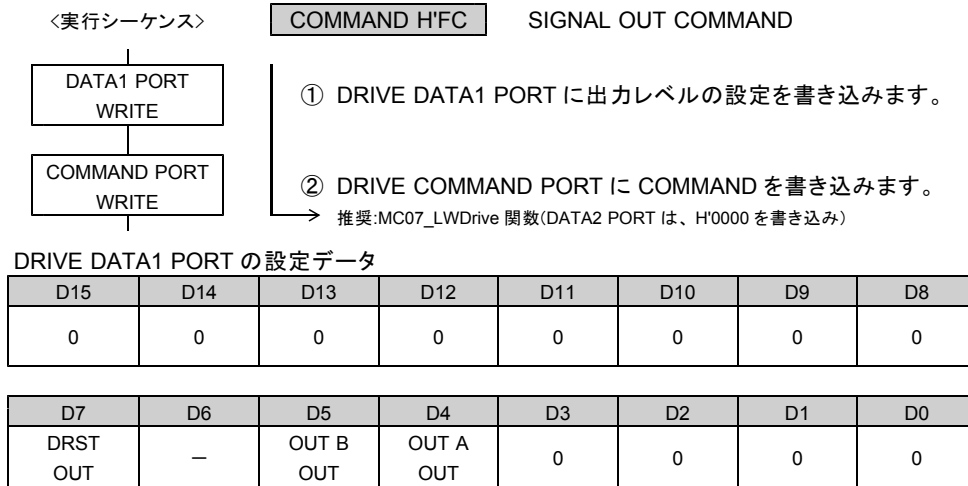 <実行シーケンス> COMMAND H'FC SIGNAL OUT COMMAND
DATA1 PORT
WRITE
① DRIVE DATA1 PORT に出力レベルの設定を書き込みます。
COMMAND PORT
WRITE
② DRIVE COMMAND PORT に COMMAND を書き込みます。
推奨:MC07_LWDrive 関数(DATA2 PORT は、H'0000 を書き込み)
DRIVE DATA1 PORT の設定データ
D15 D14 D13 D12 D11 D10 D9 D8
0 0 0 0 0 0 0 0
D7 D6 D5 D4 D3 D2 D1 D0
DRST OUT － OUT B OUT OUT A OUT 0 0 0 0